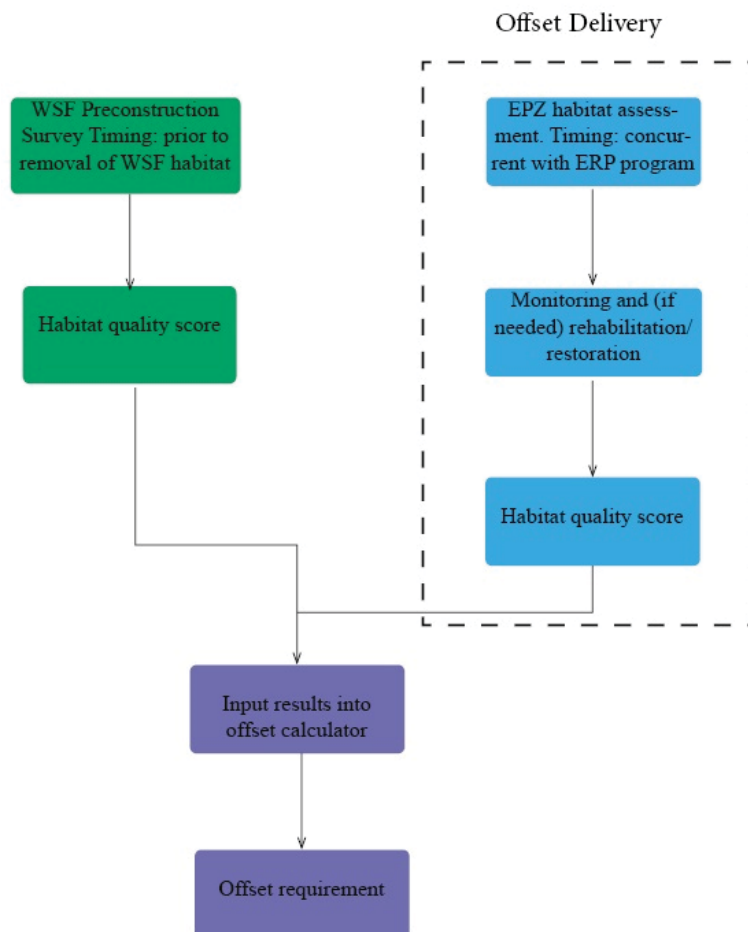 Offset Delivery
WSF Preconstruction
Survey Timing: prior to
removal of WSF habitat
EPZ habitat assess-
ment. Timing: concur-
rent with ERP program
Habitat quality score
Monitoring and (if
needed) rehabilitation/
restoration
Habitat quality score
Input results into
offset calculator
Offset requirement